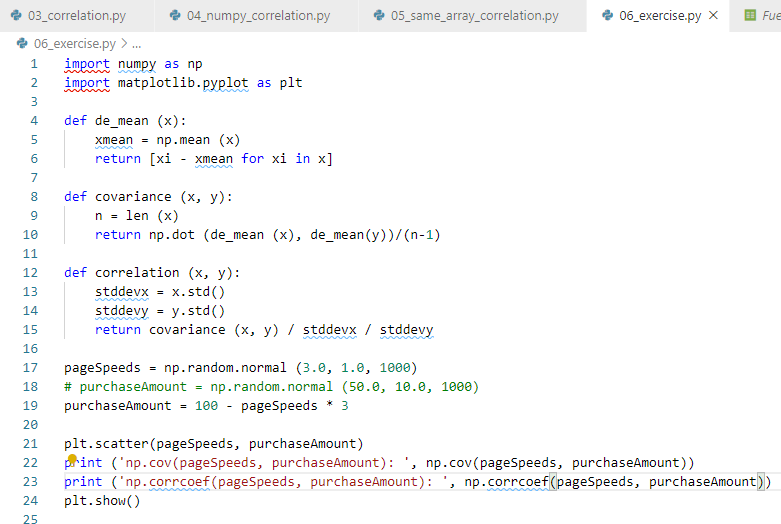 03_correlation.py 04_numpy_correlation.py 05_same_array_correlation.py 06_exercise.py × Fue
06_exercise.py > ...
1 import numpy as np
2 import matplotlib.pyplot as plt
3
4 def de_mean (x):
5     xmean = np.mean (x)
6     return [xi - xmean for xi in x]
7
8 def covariance (x, y):
9     n = len (x)
10     return np.dot (de_mean (x), de_mean(y))/(n-1)
11
12 def correlation (x, y):
13     stddevx = x.std()
14     stddevy = y.std()
15     return covariance (x, y) / stddevx / stddevy
16
17 pageSpeeds = np.random.normal (3.0, 1.0, 1000)
18 # purchaseAmount = np.random.normal (50.0, 10.0, 1000)
19 purchaseAmount = 100 - pageSpeeds * 3
20
21 plt.scatter(pageSpeeds, purchaseAmount)
22 print ('np.cov(pageSpeeds, purchaseAmount): ', np.cov(pageSpeeds, purchaseAmount))
23 print ('np.corrcoef(pageSpeeds, purchaseAmount): ', np.corrcoef(pageSpeeds, purchaseAmount))
24 plt.show()
25